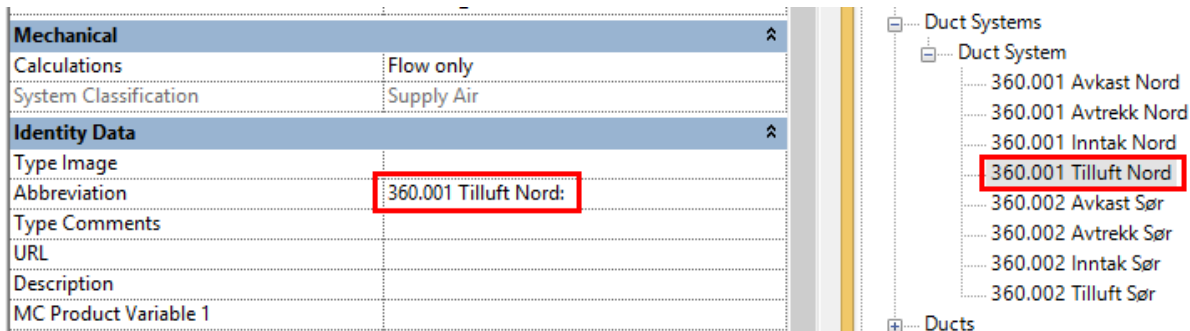 Mechanical
Calculations Flow only
System Classification Supply Air
Identity Data
Type Image
Abbreviation 360.001 Tilluft Nord:
Type Comments
URL
Description
MC Product Variable 1
Duct Systems
Duct System
360.001 Avkast Nord
360.001 Avtrekk Nord
360.001 Inntak Nord
360.001 Tilluft Nord
360.002 Avkast Sør
360.002 Avtrekk Sør
360.002 Inntak Sør
360.002 Tilluft Sør
Ducts